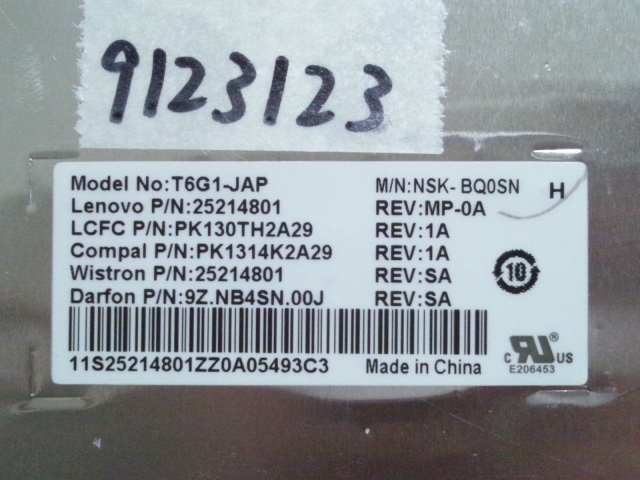 9123123
Model No:T6G1-JAP M/N:NSK- BQ0SN H
Lenovo P/N:25214801 REV:MP-0A
LCFC P/N:PK130TH2A29 REV:1A
Compal P/N:PK1314K2A29 REV:1A
Wistron P/N:25214801 REV:SA
Darfon P/N:9Z.NB4SN.00J REV:SA
10
11S25214801ZZ0A05493C3 Made in China
c RU US
E206453